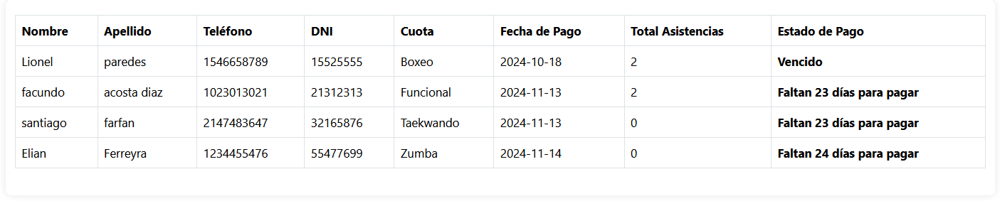 Nombre Apellido Teléfono DNI Cuota Fecha de Pago Total Asistencias Estado de Pago
Lionel paredes 1546658789 15525555 Boxeo 2024-10-18 2 Vencido
facundo acosta diaz 1023013021 21312313 Funcional 2024-11-13 2 Faltan 23 días para pagar
santiago farfan 2147483647 32165876 Taekwando 2024-11-13 0 Faltan 23 días para pagar
Elian Ferreyra 1234455476 55477699 Zumba 2024-11-14 0 Faltan 24 días para pagar